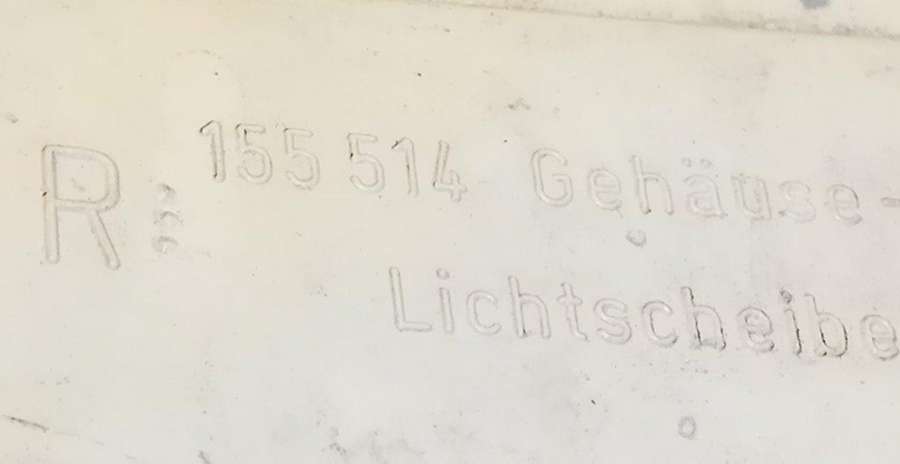 R 155 514 Gehäuse-
Lichtscheibe